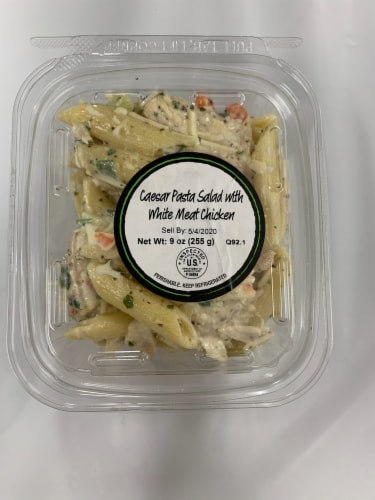 Caesar Pasta Salad with
White Meat Chicken
Sell By: 5/4/2020
Net Wt: 9 oz (255 g) Q92.1
INSPECTED
U.S.
PERISHABLE. KEEP REFRIGERATED